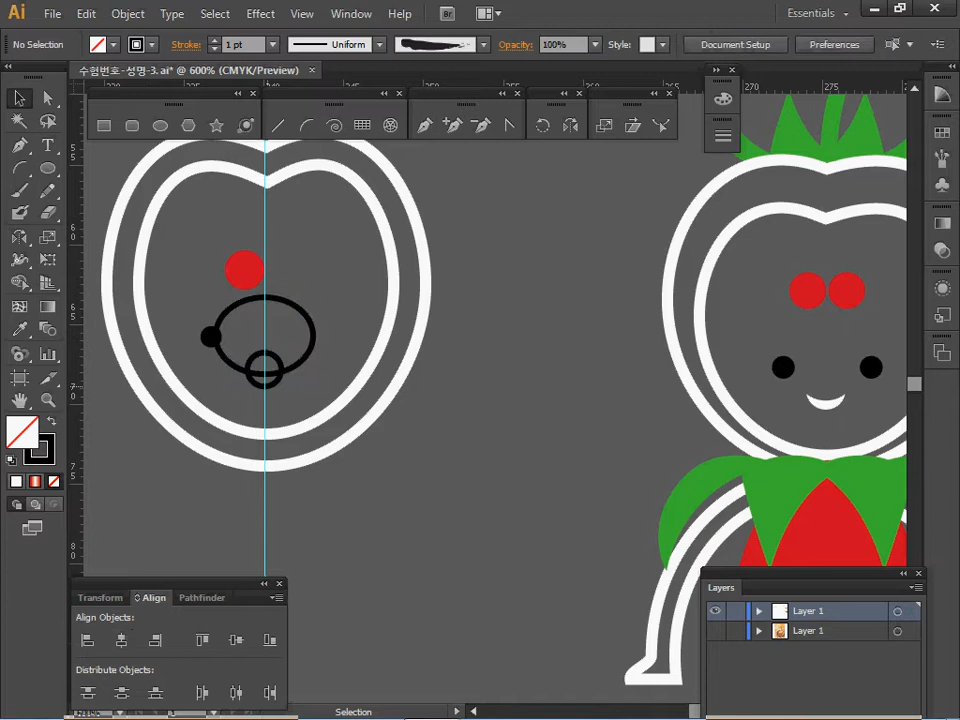 Ai File Edit Object Type Select Effect View Window Help Br Essentials
No Selection Stroke: 1 pt Uniform Opacity: 100% Style: Document Setup Preferences
수험번호-성명-3.ai* @ 600% (CMYK/Preview)
Transform Align Pathfinder
Align Objects:
Distribute Objects:
Layers
Layer 1
Layer 1
Selection